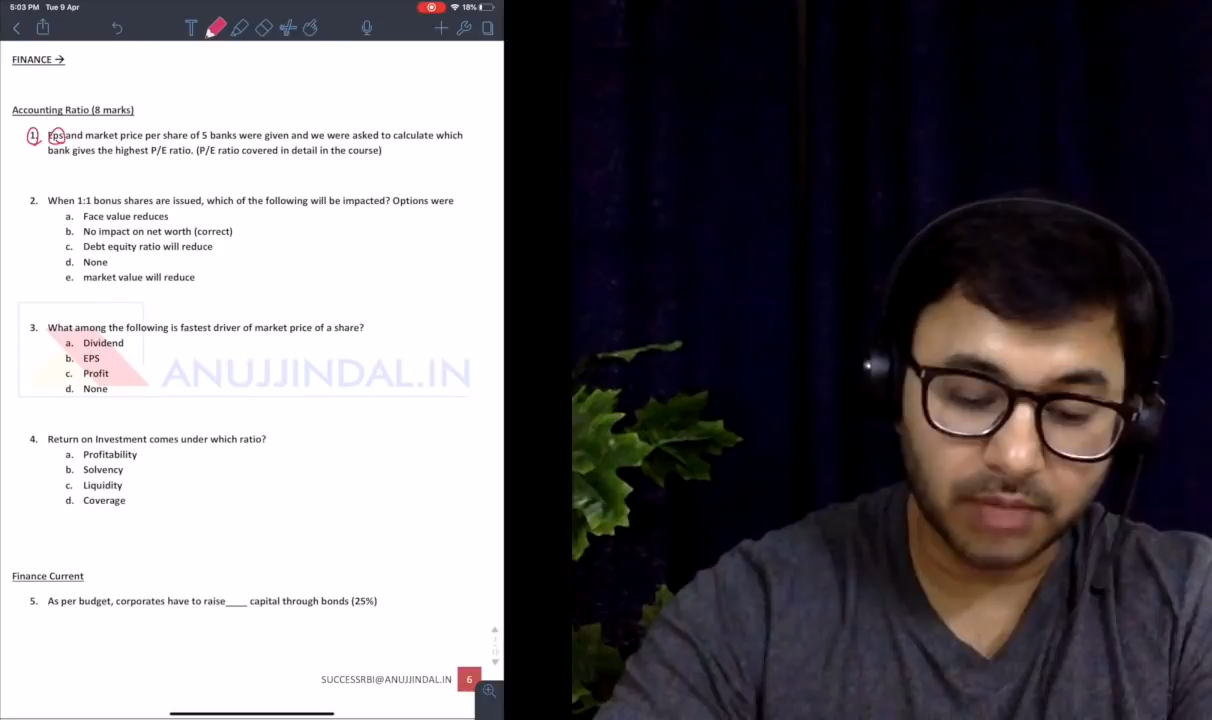 5:03 PM Tue 9 Apr
18%
FINANCE →
Accounting Ratio (8 marks)
1. Eps and market price per share of 5 banks were given and we were asked to calculate which
bank gives the highest P/E ratio. (P/E ratio covered in detail in the course)
2. When 1:1 bonus shares are issued, which of the following will be impacted? Options were
a. Face value reduces
b. No impact on net worth (correct)
c. Debt equity ratio will reduce
d. None
e. market value will reduce
3. What among the following is fastest driver of market price of a share?
a. Dividend
b. EPS
c. Profit
d. None
ANUJJINDAL.IN
4. Return on Investment comes under which ratio?
a. Profitability
b. Solvency
c. Liquidity
d. Coverage
Finance Current
5. As per budget, corporates have to raise____ capital through bonds (25%)
SUCCESSRBI@ANUJJINDAL.IN 6